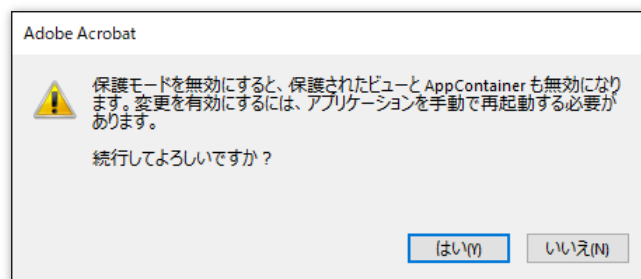 Adobe Acrobat
保護モードを無効にすると、保護されたビューと AppContainer も無効になり
ます。変更を有効にするには、アプリケーションを手動で再起動する必要が
あります。
続行してよろしいですか？
はい(Y)
いいえ(N)